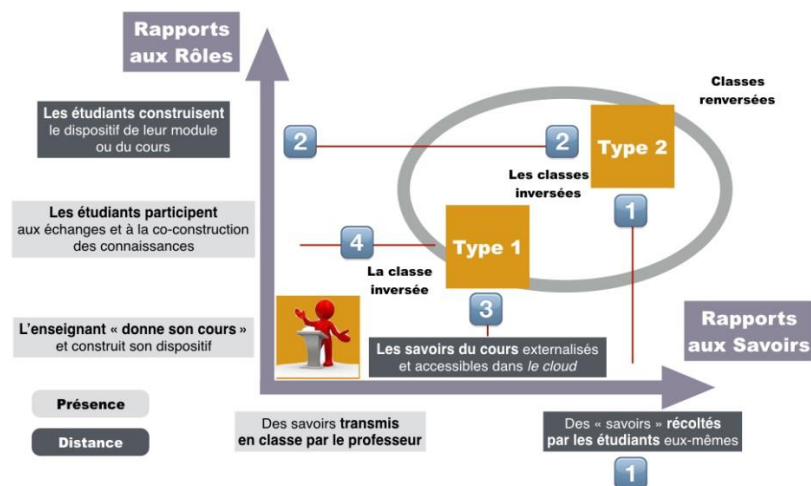 Rapports
aux Rôles
Classes
renversées
Les étudiants construisent
le dispositif de leur module
ou du cours
2
2
Type 2
Les classes
inversées
1
Les étudiants participent
aux échanges et à la co-construction
des connaissances
4
Type 1
La classe
inversée
3
L'enseignant « donne son cours »
et construit son dispositif
Les savoirs du cours externalisés
et accessibles dans le cloud
Rapports
aux Savoirs
Présence
Distance
Des savoirs transmis
en classe par le professeur
Des « savoirs » récoltés
par les étudiants eux-mêmes
1